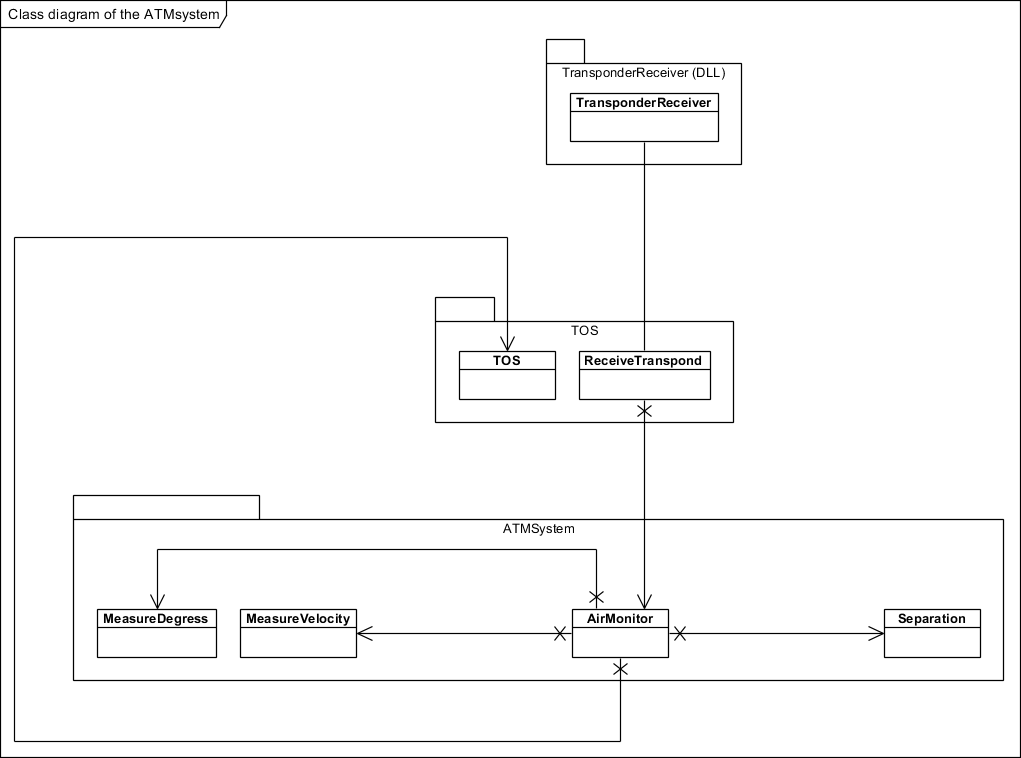 Class diagram of the ATMsystem
TransponderReceiver (DLL)
TransponderReceiver
TOS
TOS
ReceiveTranspond
ATMSystem
MeasureDegress
MeasureVelocity
AirMonitor
Separation